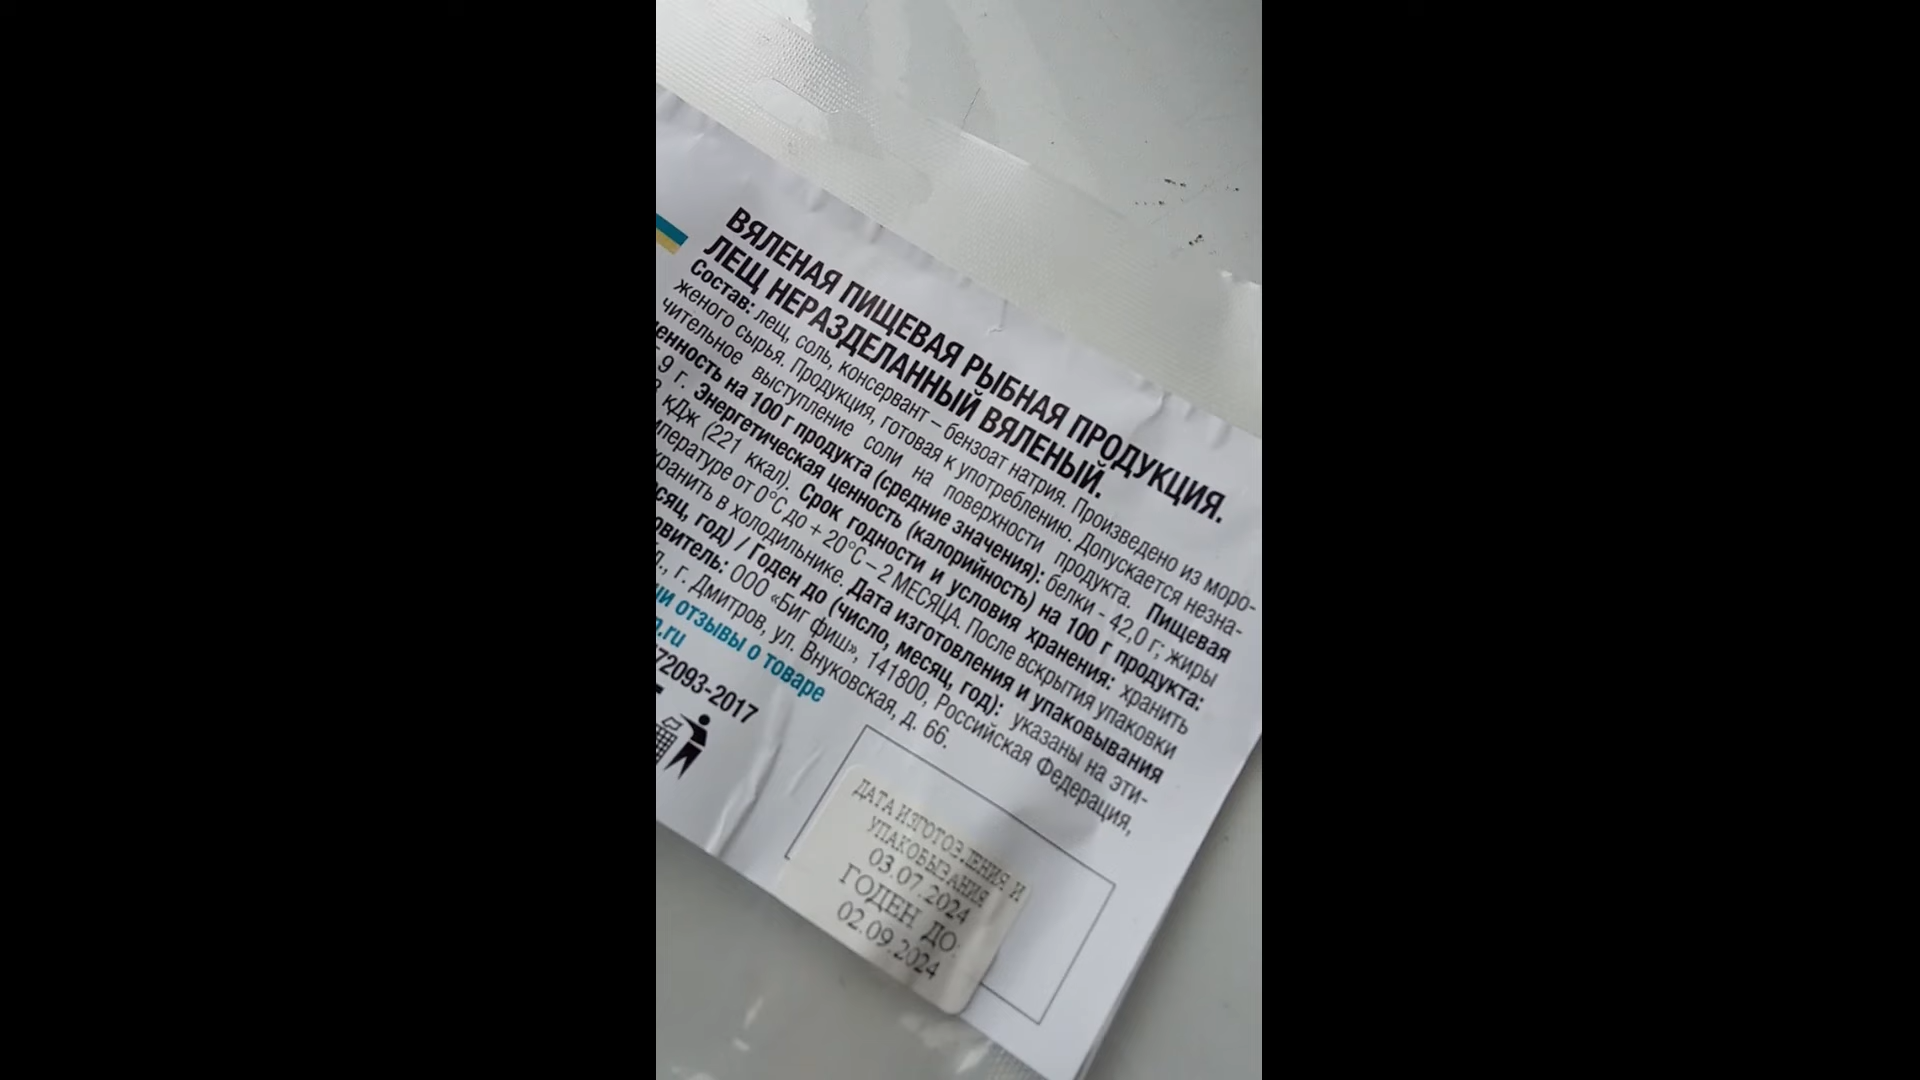 ВЯЛЕНАЯ ПИЩЕВАЯ РЫБНАЯ ПРОДУКЦИЯ.
ЛЕЩ НЕРАЗДЕЛАННЫЙ ВЯЛЕНЫЙ.
Состав: лещ, соль, консервант – бензоат натрия. Произведено из моро-
женого сырья. Продукция, готовая к употреблению. Допускается незна-
чительное выступление соли на поверхности продукта. Пищевая
ценность на 100 г продукта (средние значения): белки - 42,0 г; жиры
9 г. Энергетическая ценность (калорийность) на 100 г продукта:
кДж (221 ккал). Срок годности и условия хранения: хранить
температуре от 0°С до + 20°С – 2 МЕСЯЦА. После вскрытия упаковки
хранить в холодильнике. Дата изготовления и упаковывания
месяц, год) / Годен до (число, месяц, год): указаны на эти-
овитель: ООО «Биг фиш», 141800, Российская Федерация,
г. Дмитров, ул. Внуковская, д. 66.
отзывы о товаре
.ru
72093-2017
ДАТА ИЗГОТОВЛЕНИЯ И
УПАКОВЫВАНИЯ
03.07.2024
ГОДЕН ДО:
02.09.2024